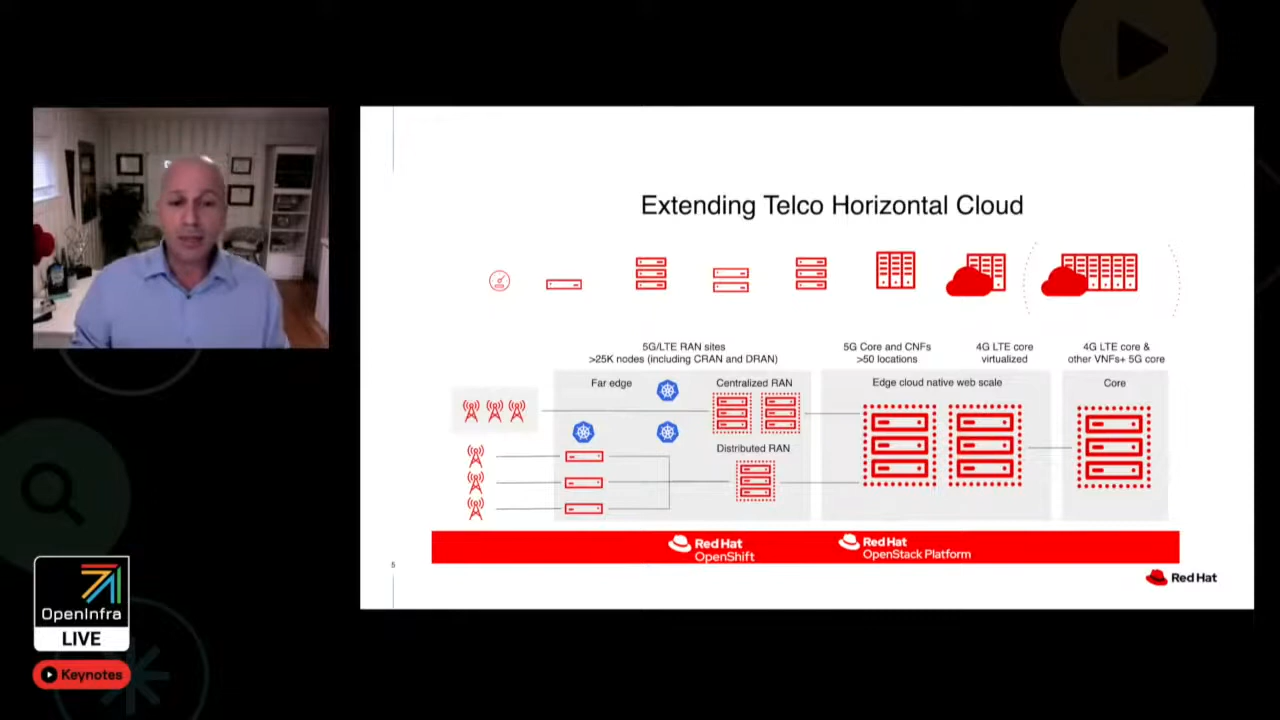 Extending Telco Horizontal Cloud
5G/LTE RAN sites
>25K nodes (including CRAN and DRAN)
5G Core and CNFs
>50 locations
4G LTE core
virtualized
4G LTE core &
other VNFs+ 5G core
Far edge
Centralized RAN
Distributed RAN
Edge cloud native web scale
Core
Red Hat
OpenShift
Red Hat
OpenStack Platform
5
Red Hat
OpenInfra
LIVE
Keynotes